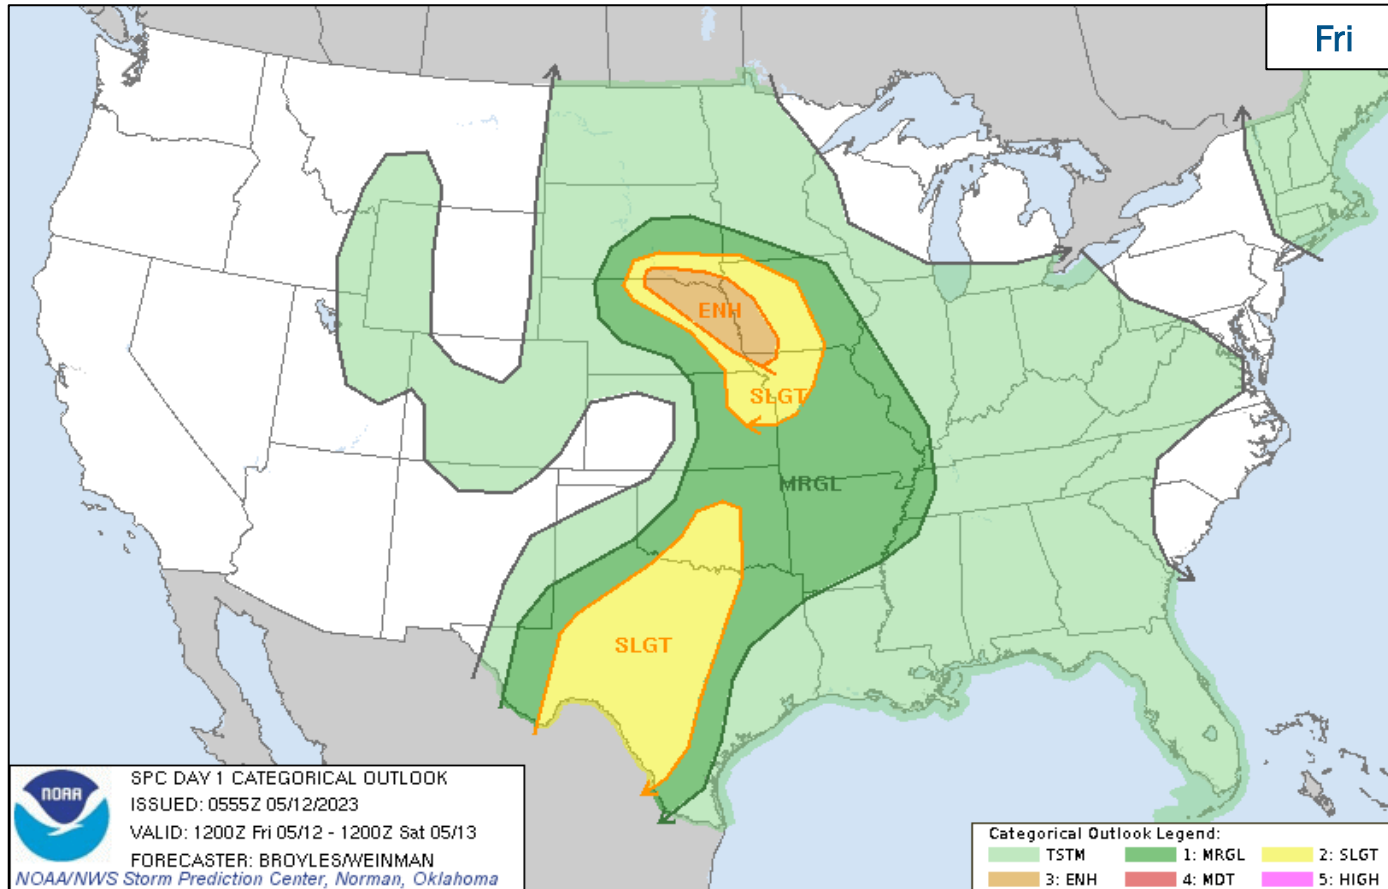 Fri
ENH
SLGT
MRGL
SLGT
NOAA
SPC DAY 1 CATEGORICAL OUTLOOK
ISSUED: 0555Z 05/12/2023
VALID: 1200Z Fri 05/12 - 1200Z Sat 05/13
FORECASTER: BROYLES/WEINMAN
NOAA/NWS Storm Prediction Center, Norman, Oklahoma
Categorical Outlook Legend:
TSTM 1: MRGL 2: SLGT
3: ENH 4: MDT 5: HIGH